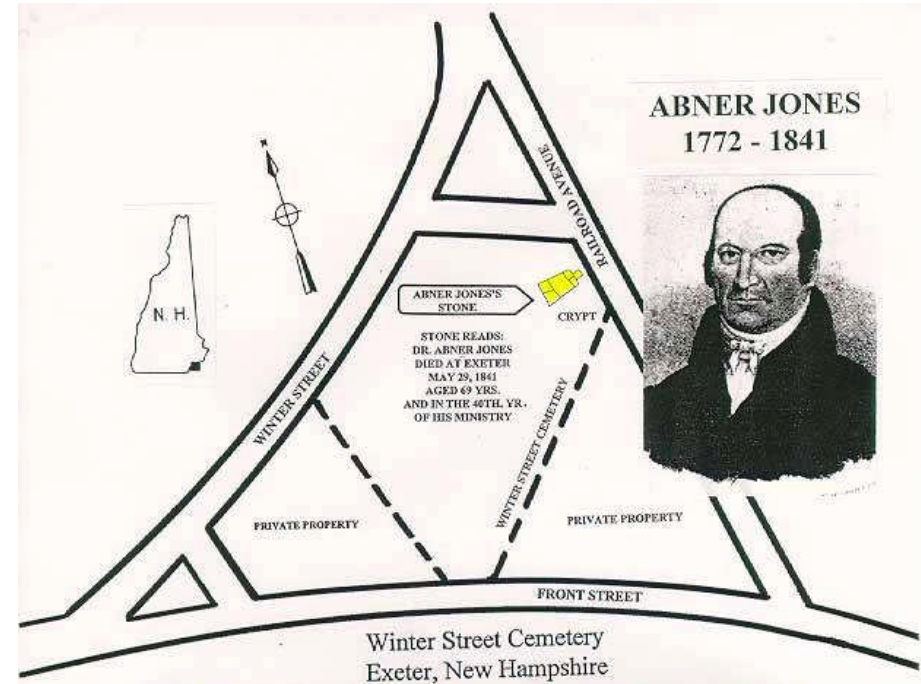 ABNER JONES
1772 - 1841
RAILROAD AVENUE
N. H.
ABNER JONES'S
STONE
CRYPT
STONE READS:
DR. ABNER JONES
DIED AT EXETER
MAY 29, 1841
AGED 69 YRS.
AND IN THE 40TH. YR.
OF HIS MINISTRY
WINTER STREET
WINTER STREET CEMETERY
PRIVATE PROPERTY
PRIVATE PROPERTY
FRONT STREET
Winter Street Cemetery
Exeter, New Hampshire